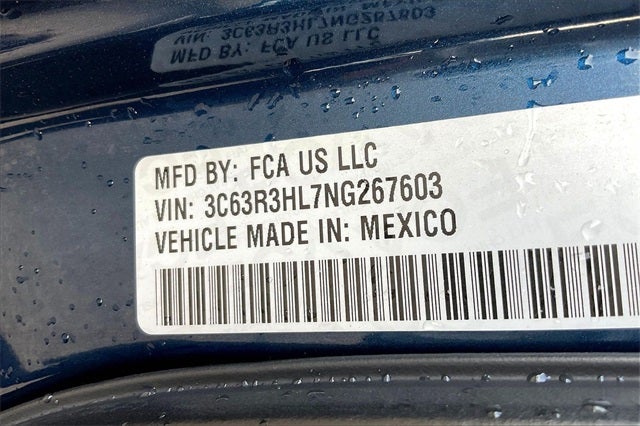 MFD BY: FCA US LLC
VIN: 3C63R3HL7NG267603
VEHICLE MADE IN: MEXICO